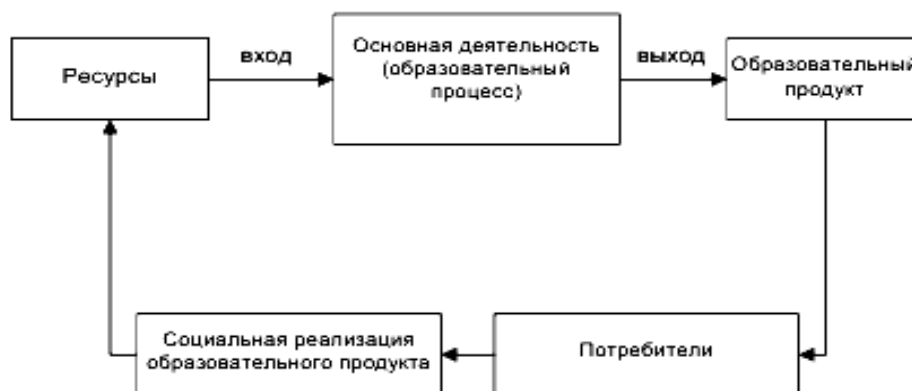 Ресурсы
вход
Основная деятельность
(образовательный
процесс)
выход
Образовательный
продукт
Социальная реализация
образовательного продукта
Потребители